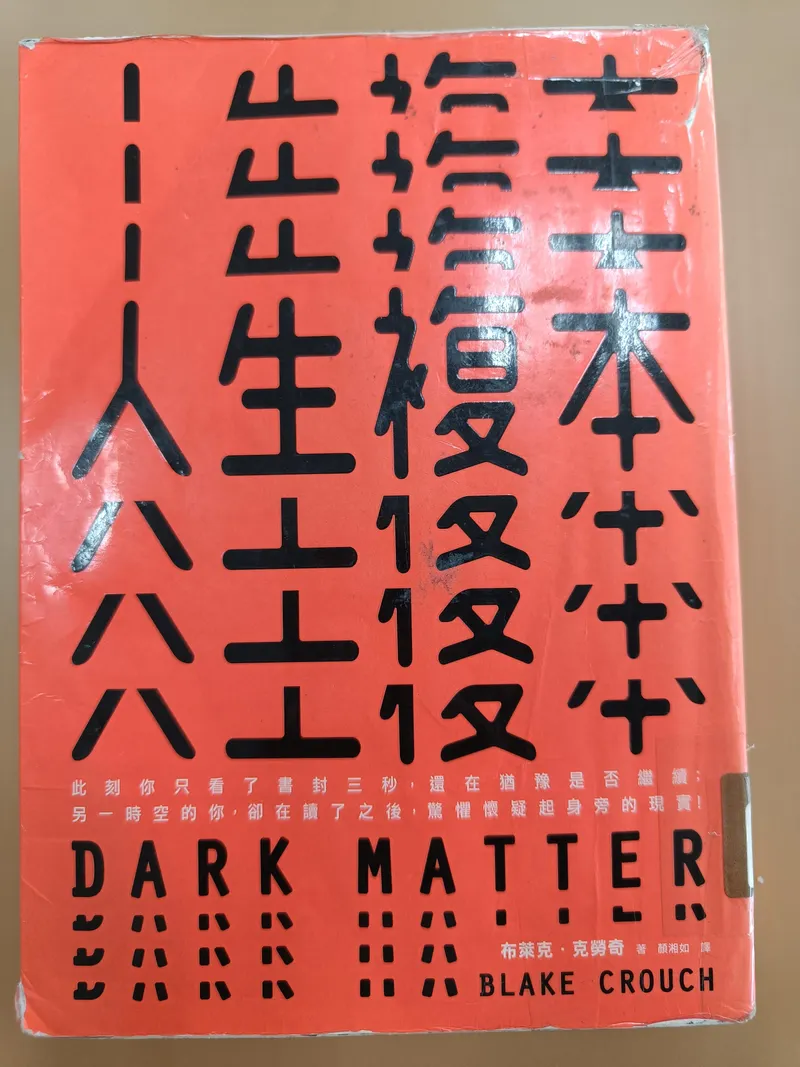 人生複本
此刻你只看了書封三秒，還在猶豫是否繼續；
另一時空的你，卻在讀了之後，驚懼懷疑起身旁的現實！
DARK MATTER
布萊克·克勞奇 著 顏湘如 譯
BLAKE CROUCH